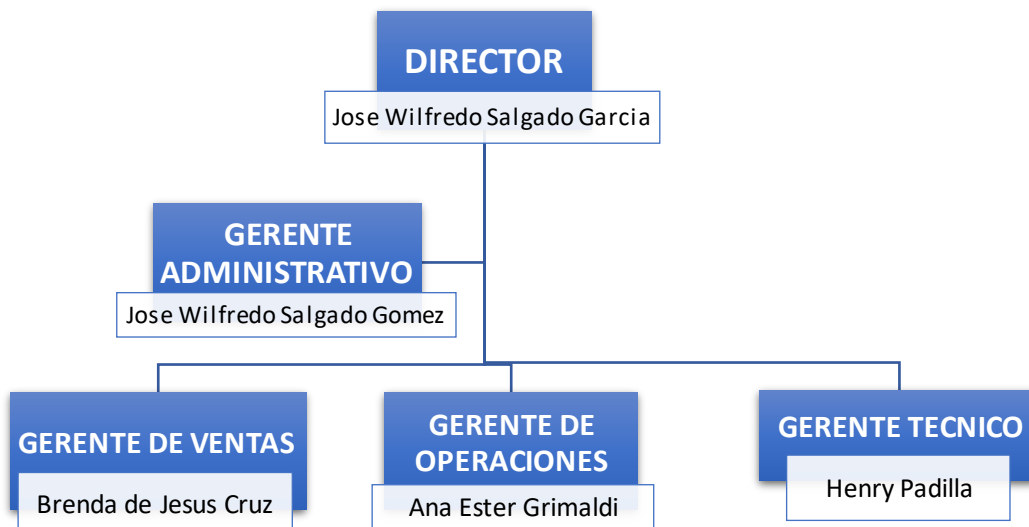 DIRECTOR
Jose Wilfredo Salgado Garcia
GERENTE
ADMINISTRATIVO
Jose Wilfredo Salgado Gomez
GERENTE DE VENTAS
Brenda de Jesus Cruz
GERENTE DE
OPERACIONES
Ana Ester Grimaldi
GERENTE TECNICO
Henry Padilla